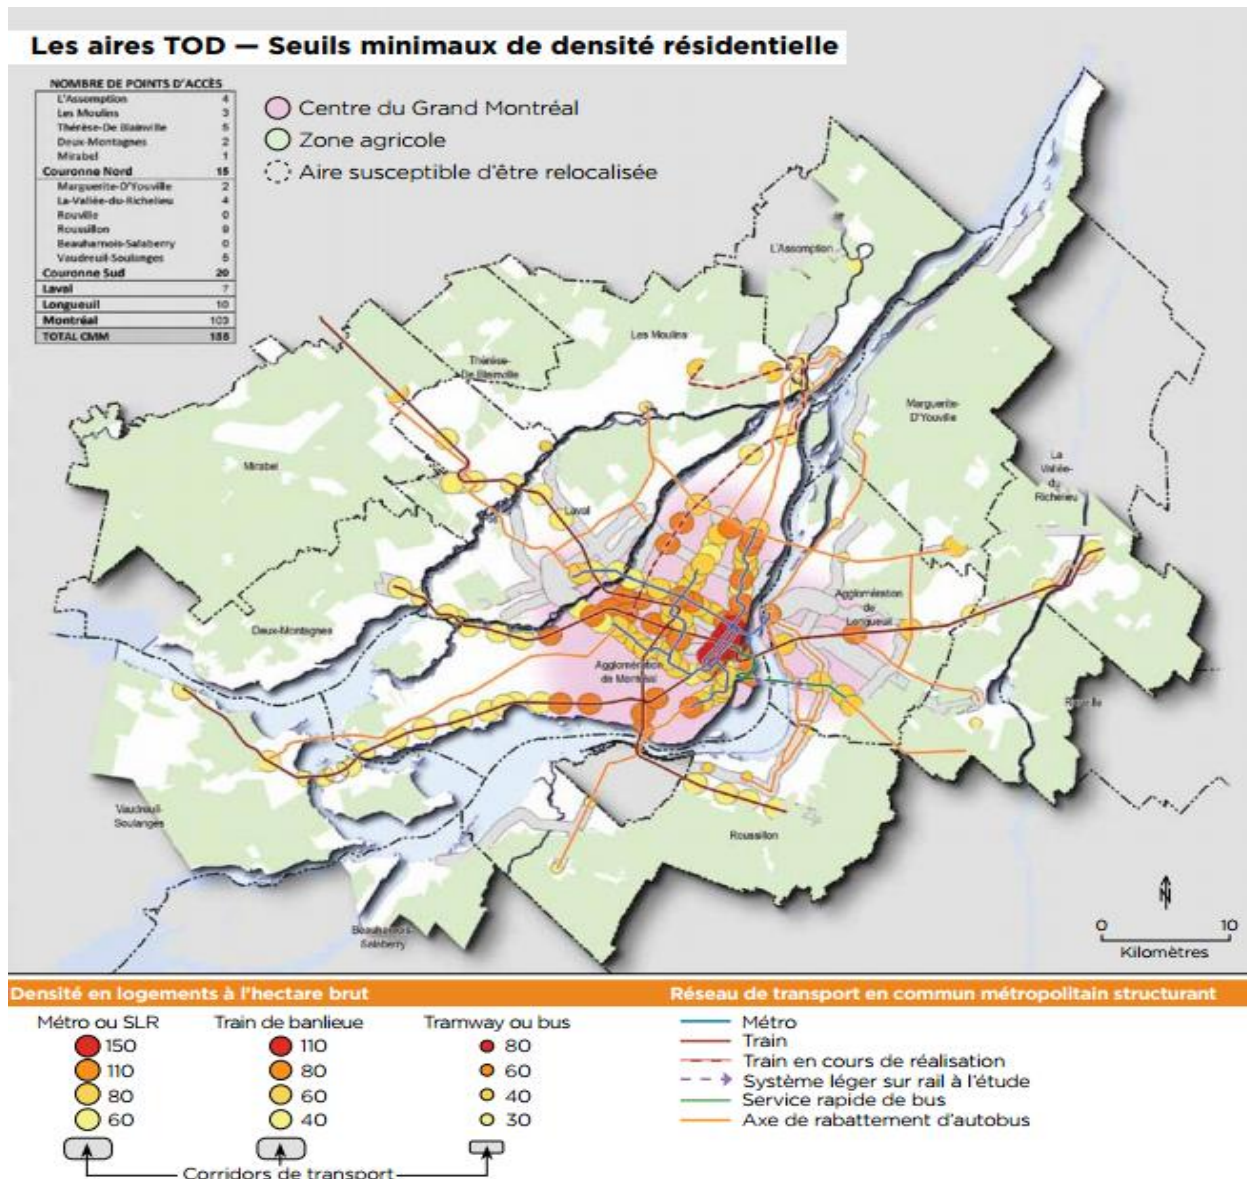 Les aires TOD — Seuils minimaux de densité résidentielle
NOMBRE DE POINTS D'ACCÈS
L'Assomption 4
Les Moulins 3
Thérèse-De Blainville 5
Deux-Montagnes 2
Mirabel 1
Couronne Nord 15
Marguerite-D'Youville 2
La-Vallée-du-Richelieu 4
Rouville 0
Roussillon 9
Beauharnois-Salaberry 0
Vaudreuil-Soulanges 5
Couronne Sud 20
Laval 7
Longueuil 10
Montréal 103
TOTAL CMM
Centre du Grand Montréal
Zone agricole
Aire susceptible d'être relocalisée
L'Assomption
Les Moulins
Thérèse-
De Blainville
Marguerite-
D'Youville
La
Vallée-
du
Richelieu
Mirabel
Laval
Agglomération
de
Longueuil
Deux-Montagnes
Agglomération
de Montréal
Rouville
Vaudreuil-
Soulanges
Roussillon
Beauharnois-
Salaberry
N
0 10
Kilomètres
Densité en logements à l'hectare brut
Métro ou SLR
150
110
80
60
Train de banlieue
110
80
60
40
Tramway ou bus
80
60
40
30
Corridors de transport
Réseau de transport en commun métropolitain structurant
Métro
Train
Train en cours de réalisation
Système léger sur rail à l'étude
Service rapide de bus
Axe de rabattement d'autobus